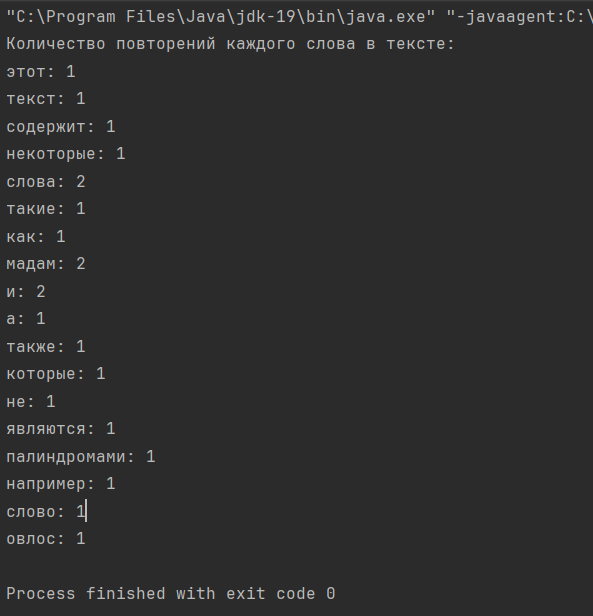 "C:\Program Files\Java\jdk-19\bin\java.exe" "-javaagent:C:\
Количество повторений каждого слова в тексте:
этот: 1
текст: 1
содержит: 1
некоторые: 1
слова: 2
такие: 1
как: 1
мадам: 2
и: 2
а: 1
также: 1
которые: 1
не: 1
являются: 1
палиндромами: 1
например: 1
слово: 1
овлос: 1
Process finished with exit code 0